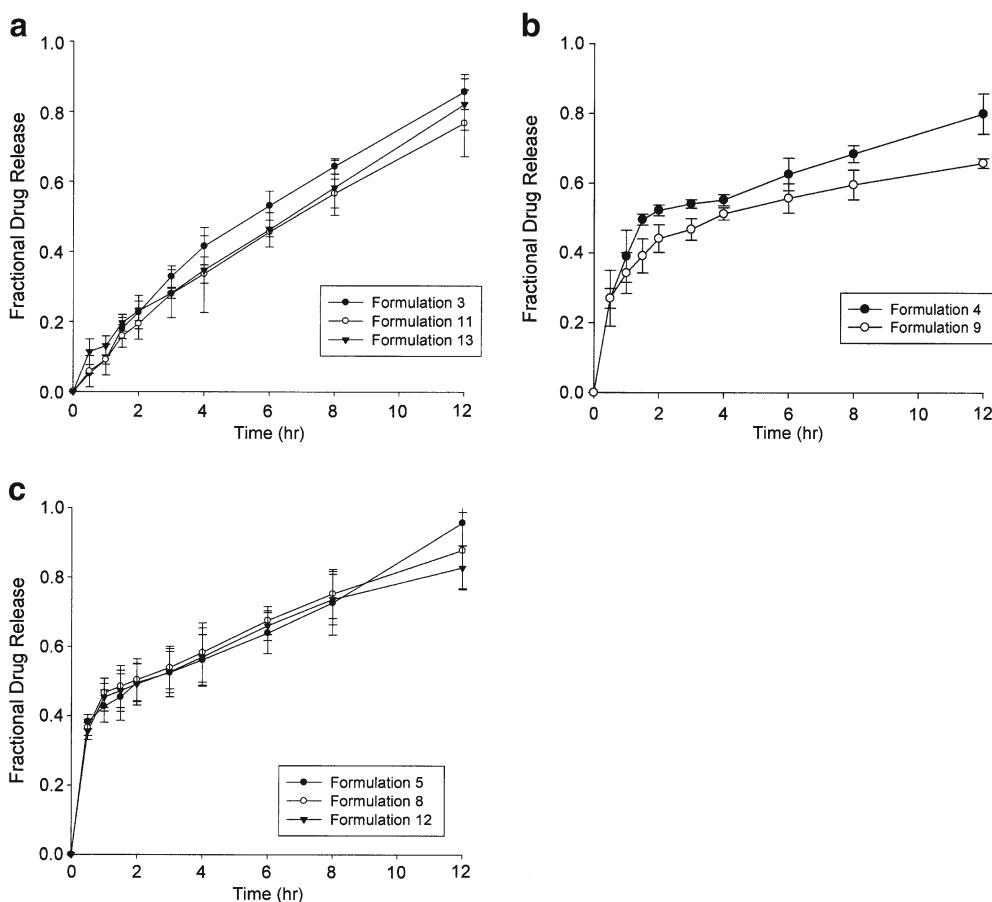 a
1.0
0.8
0.6
0.4
0.2
0.0
Fractional Drug Release
Formulation 3
Formulation 11
Formulation 13
0 2 4 6 8 10 12
Time (hr)
b
1.0
0.8
0.6
0.4
0.2
0.0
Fractional Drug Release
Formulation 4
Formulation 9
0 2 4 6 8 10 12
Time (hr)
c
1.0
0.8
0.6
0.4
0.2
0.0
Fractional Drug Release
Formulation 5
Formulation 8
Formulation 12
0 2 4 6 8 10 12
Time (hr)